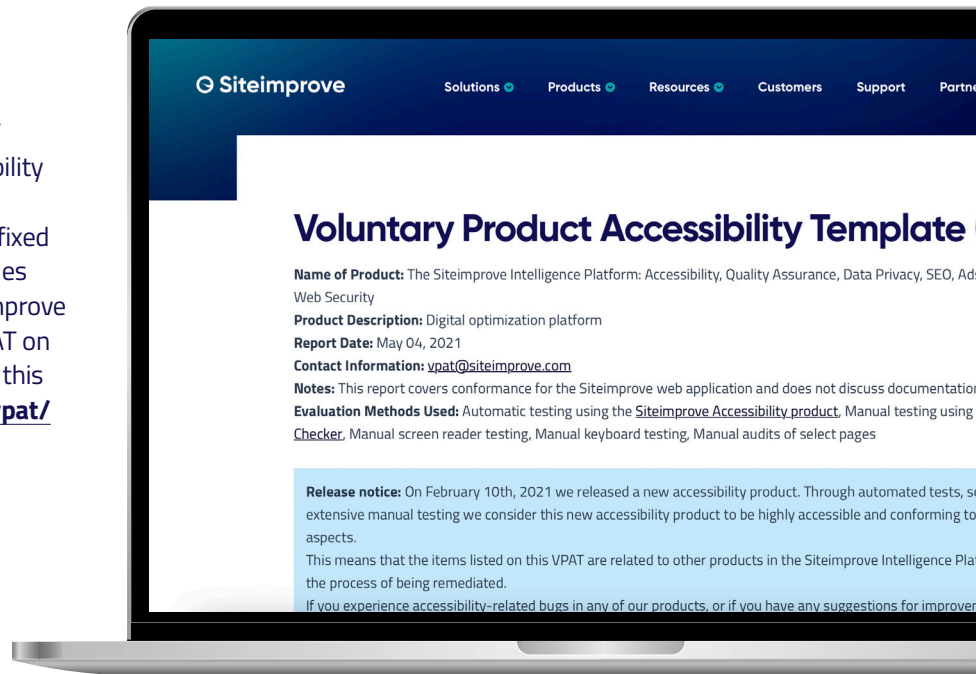 bility
fixed
es
prove
AT on
this
vpat/
Siteimprove
Solutions Products Resources Customers Support Partne
Voluntary Product Accessibility Template
Name of Product: The Siteimprove Intelligence Platform: Accessibility, Quality Assurance, Data Privacy, SEO, Ads
Web Security
Product Description: Digital optimization platform
Report Date: May 04, 2021
Contact Information: vpat@siteimprove.com
Notes: This report covers conformance for the Siteimprove web application and does not discuss documentation
Evaluation Methods Used: Automatic testing using the Siteimprove Accessibility product, Manual testing using
Checker, Manual screen reader testing, Manual keyboard testing, Manual audits of select pages
Release notice: On February 10th, 2021 we released a new accessibility product. Through automated tests, s
extensive manual testing we consider this new accessibility product to be highly accessible and conforming to
aspects.
This means that the items listed on this VPAT are related to other products in the Siteimprove Intelligence Pla
the process of being remediated.
If you experience accessibility-related bugs in any of our products, or if you have any suggestions for improve